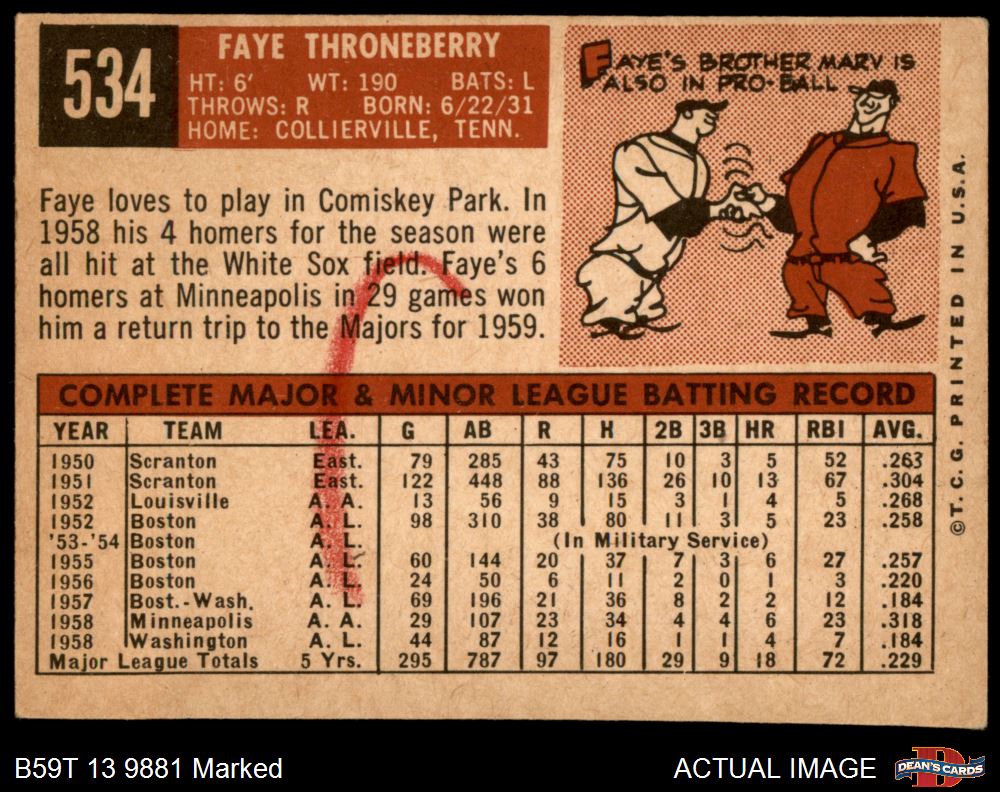 534
FAYE THRONEBERRY
HT: 6' WT: 190 BATS: L
THROWS: R BORN: 6/22/31
HOME: COLLIERVILLE, TENN.
FAYE'S BROTHER MARV IS
ALSO IN PRO-BALL
Faye loves to play in Comiskey Park. In
1958 his 4 homers for the season were
all hit at the White Sox field. Faye's 6
homers at Minneapolis in 29 games won
him a return trip to the Majors for 1959.
COMPLETE MAJOR & MINOR LEAGUE BATTING RECORD
YEAR TEAM LEA. G AB R H 2B 3B HR RBI AVG.
1950 Scranton East. 79 285 43 75 10 3 5 52 .263
1951 Scranton East. 122 448 88 136 26 10 13 67 .304
1952 Louisville A. A. 13 56 9 15 3 1 4 5 .268
1952 Boston A. L. 98 310 38 80 11 3 5 23 .258
'53-'54 Boston A. L. (In Military Service)
1955 Boston A. L. 60 144 20 37 7 3 6 27 .257
1956 Boston A. L. 24 50 6 11 2 0 1 3 .220
1957 Bost.-Wash. A. L. 69 196 21 36 8 2 2 12 .184
1958 Minneapolis A. A. 29 107 23 34 4 4 6 23 .318
1958 Washington A. L. 44 87 12 16 1 1 4 7 .184
Major League Totals 5 Yrs. 295 787 97 180 29 9 18 72 .229
©T. C. G. PRINTED IN U.S.A.
B59T 13 9881 Marked
ACTUAL IMAGE
D
DEAN'S CARDS